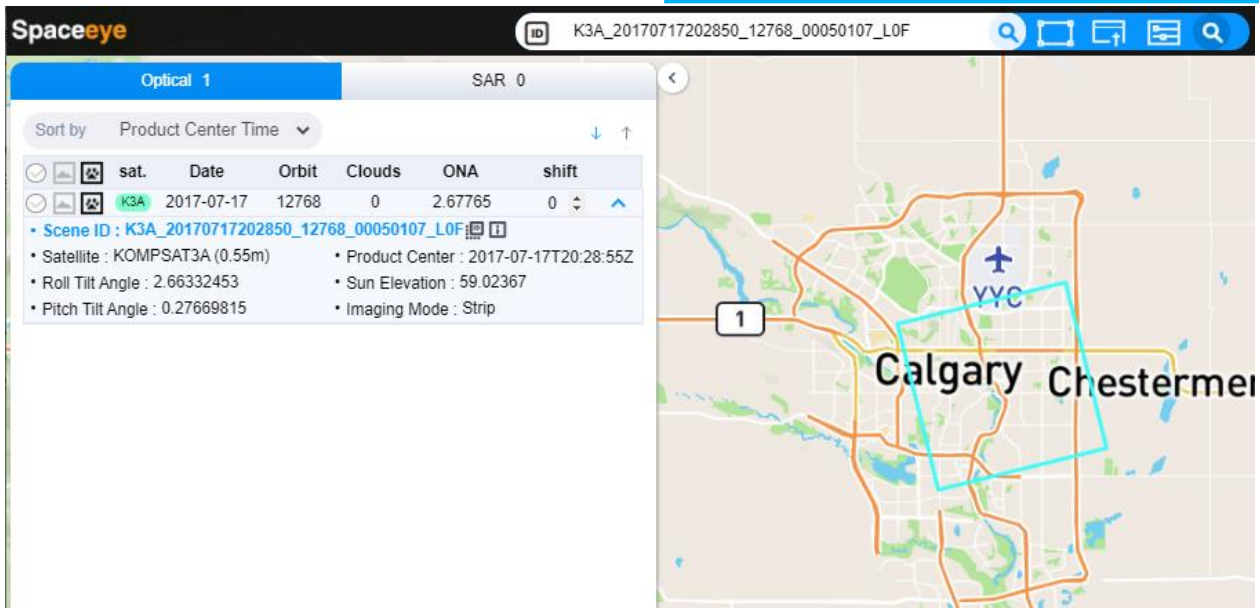 Spaceeye
ID K3A_20170717202850_12768_00050107_L0F
Optical 1 SAR 0
Sort by Product Center Time
sat. Date Orbit Clouds ONA shift
K3A 2017-07-17 12768 0 2.67765 0
• Scene ID : K3A_20170717202850_12768_00050107_L0F
• Satellite : KOMPSAT3A (0.55m) • Product Center : 2017-07-17T20:28:55Z
• Roll Tilt Angle : 2.66332453 • Sun Elevation : 59.02367
• Pitch Tilt Angle : 0.27669815 • Imaging Mode : Strip
YYC
1
Calgary
Chestermer